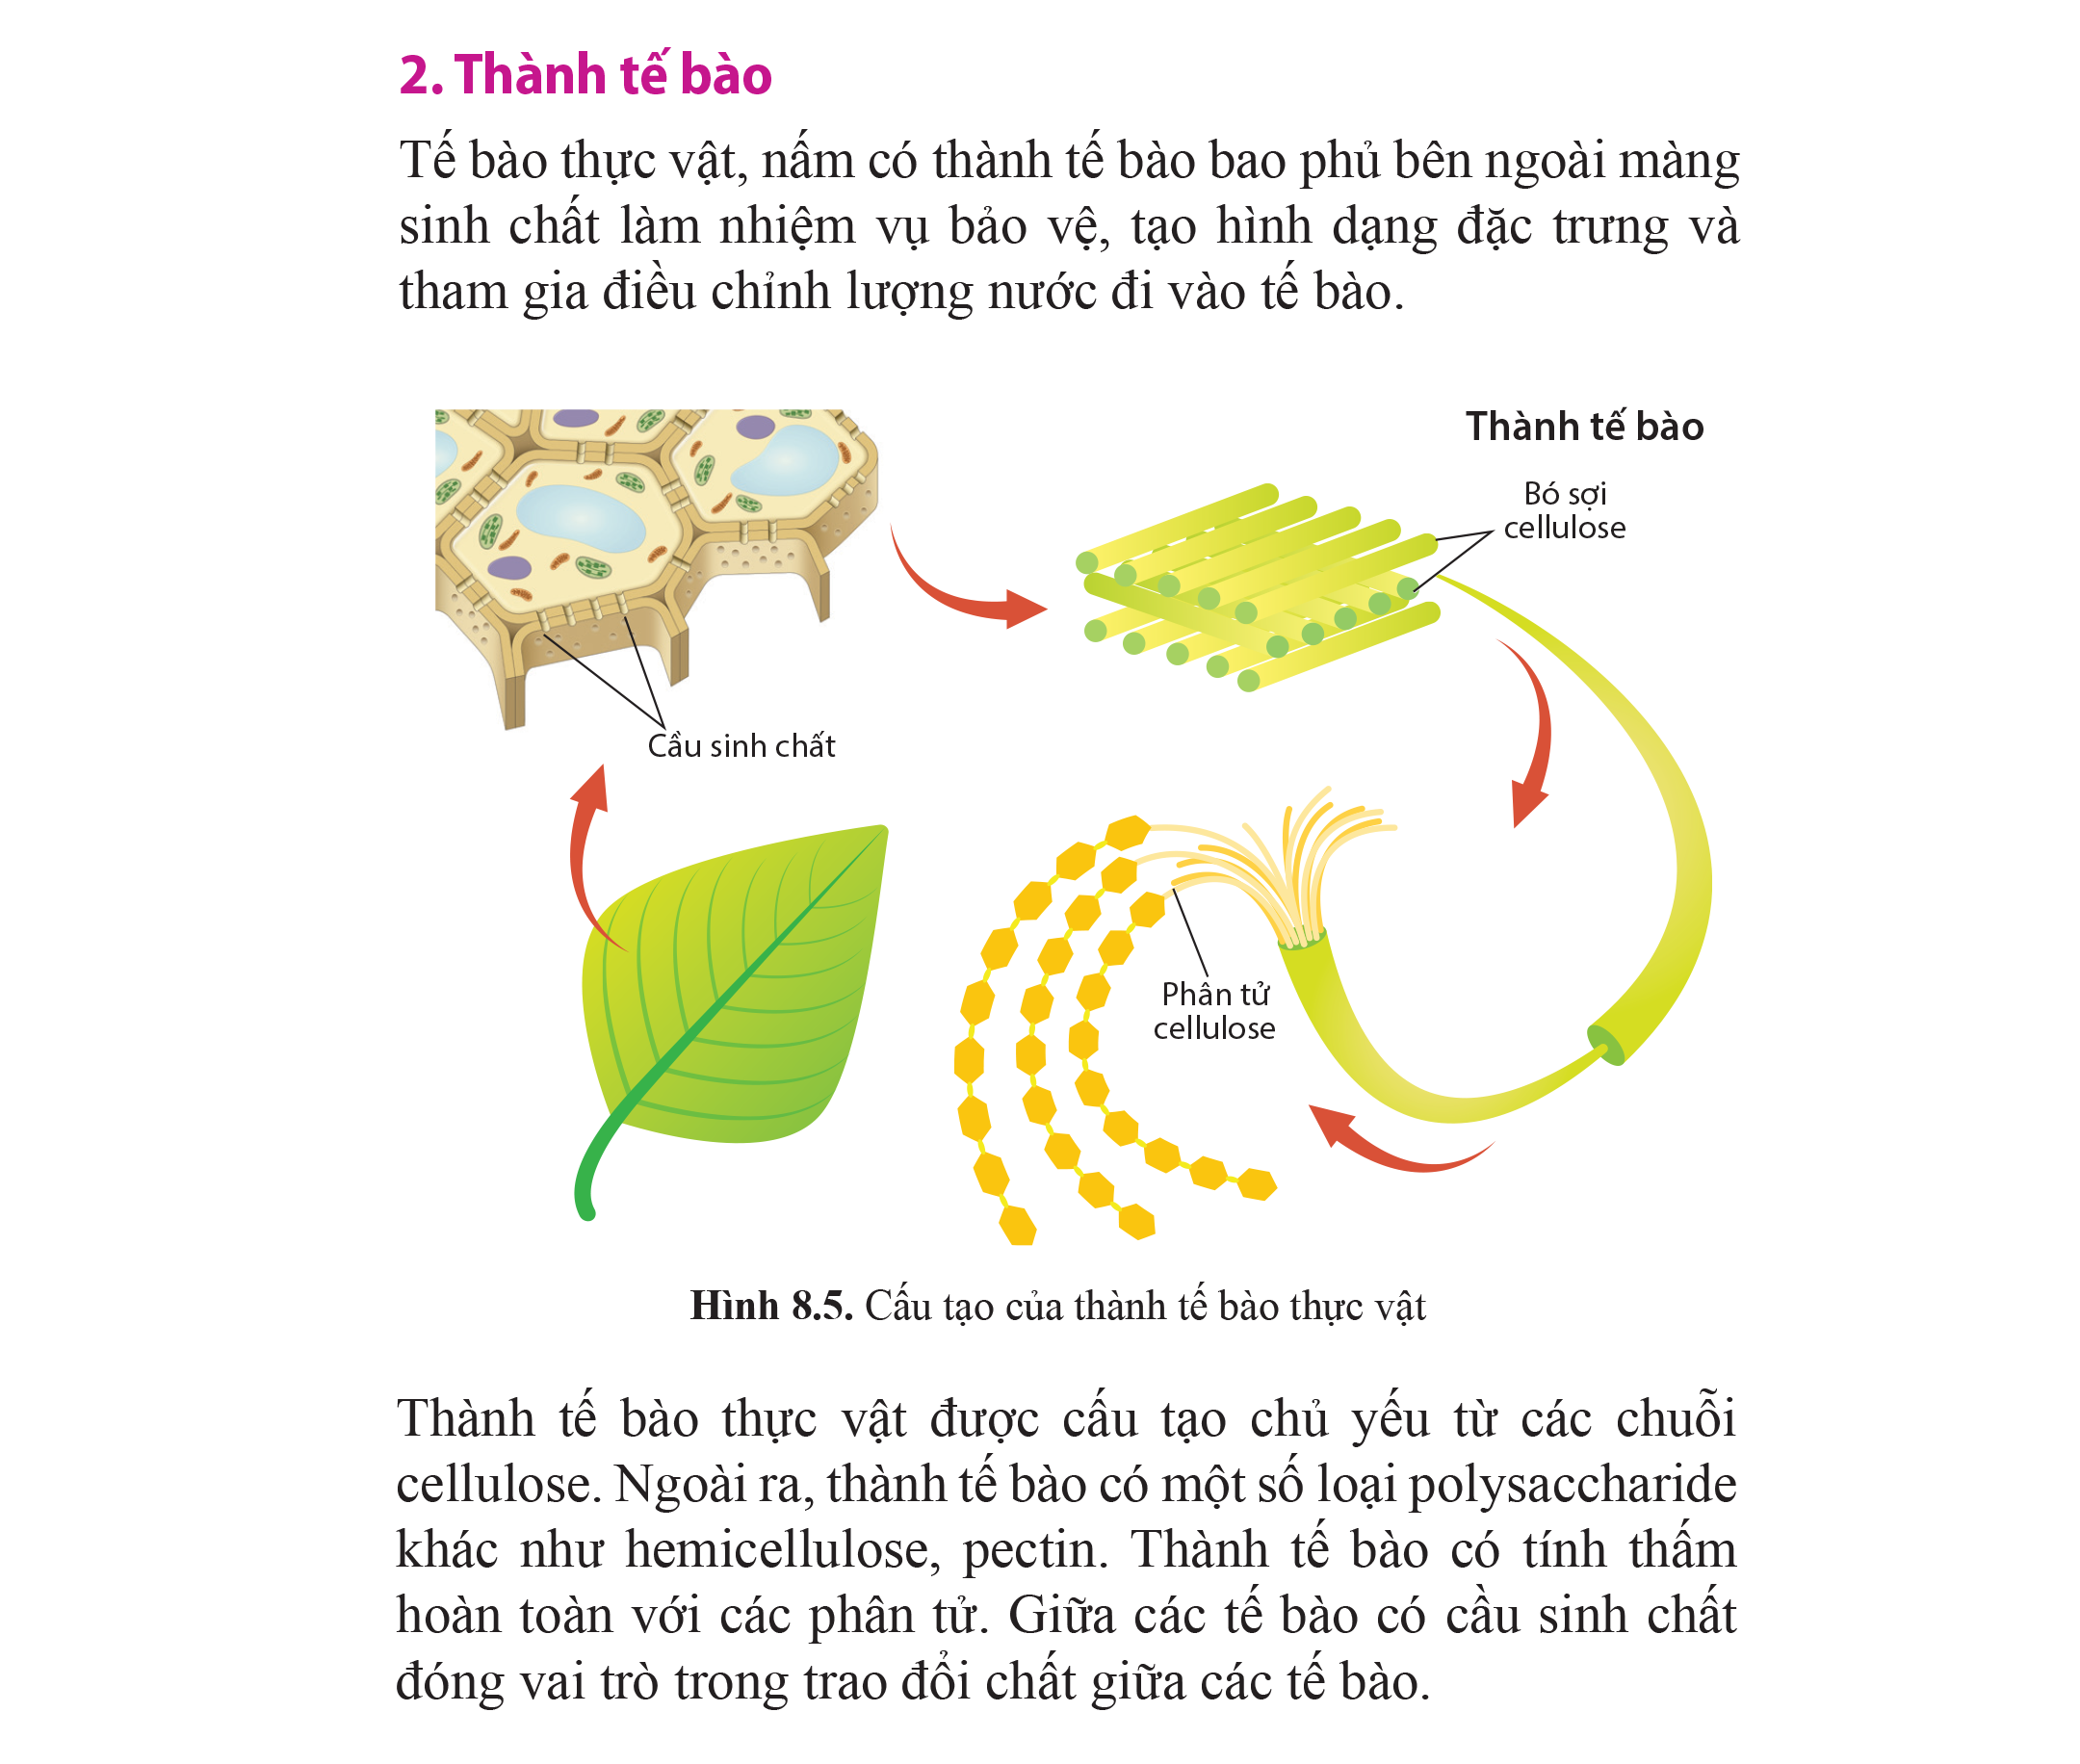 2. Thành tế bào
Tế bào thực vật, nấm có thành tế bào bao phủ bên ngoài màng
sinh chất làm nhiệm vụ bảo vệ, tạo hình dạng đặc trưng và
tham gia điều chỉnh lượng nước đi vào tế bào.
Thành tế bào
Bó sợi
cellulose
Cầu sinh chất
Phân tử
cellulose
Hình 8.5. Cấu tạo của thành tế bào thực vật
Thành tế bào thực vật được cấu tạo chủ yếu từ các chuỗi
cellulose. Ngoài ra, thành tế bào có một số loại polysaccharide
khác như hemicellulose, pectin. Thành tế bào có tính thấm
hoàn toàn với các phân tử. Giữa các tế bào có cầu sinh chất
đóng vai trò trong trao đổi chất giữa các tế bào.